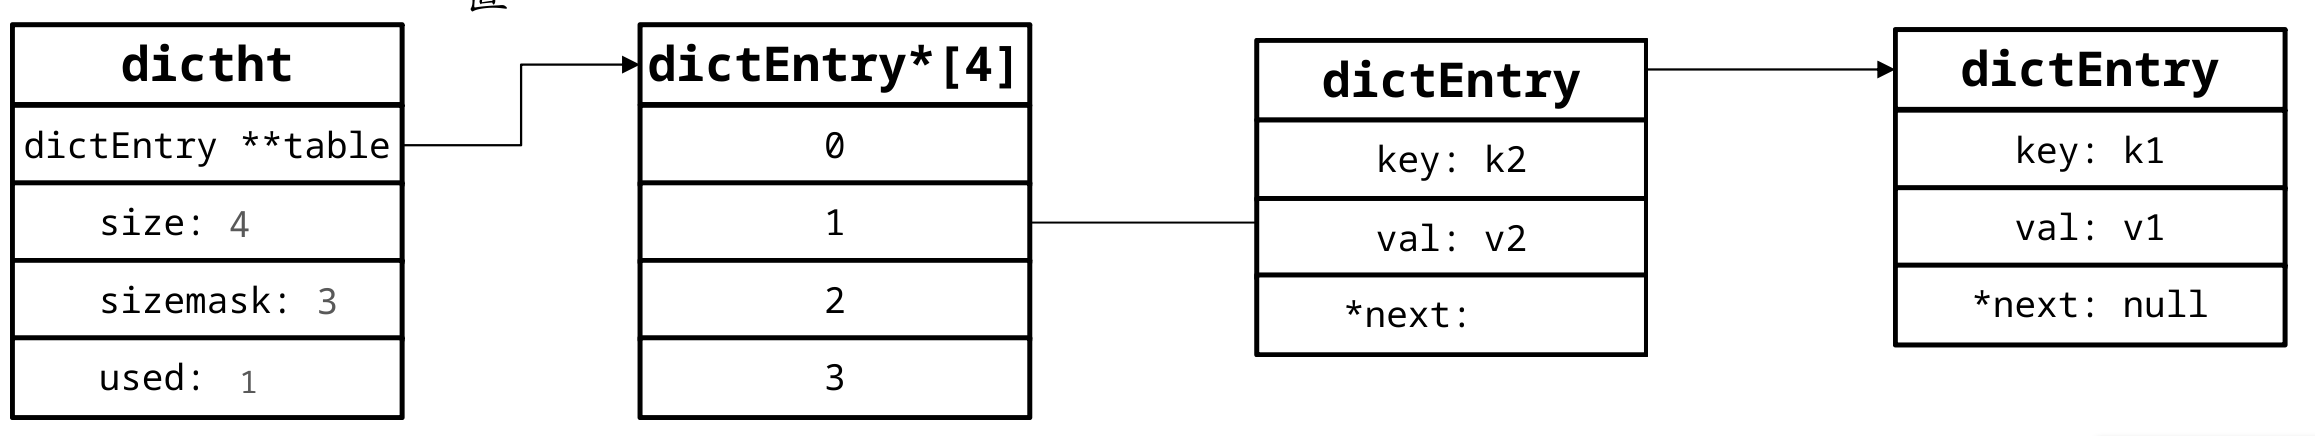 dictht
dictEntry **table
size: 4
sizemask: 3
used: 1
dictEntry*[4]
0
1
2
3
dictEntry
key: k2
val: v2
*next:
dictEntry
key: k1
val: v1
*next: null